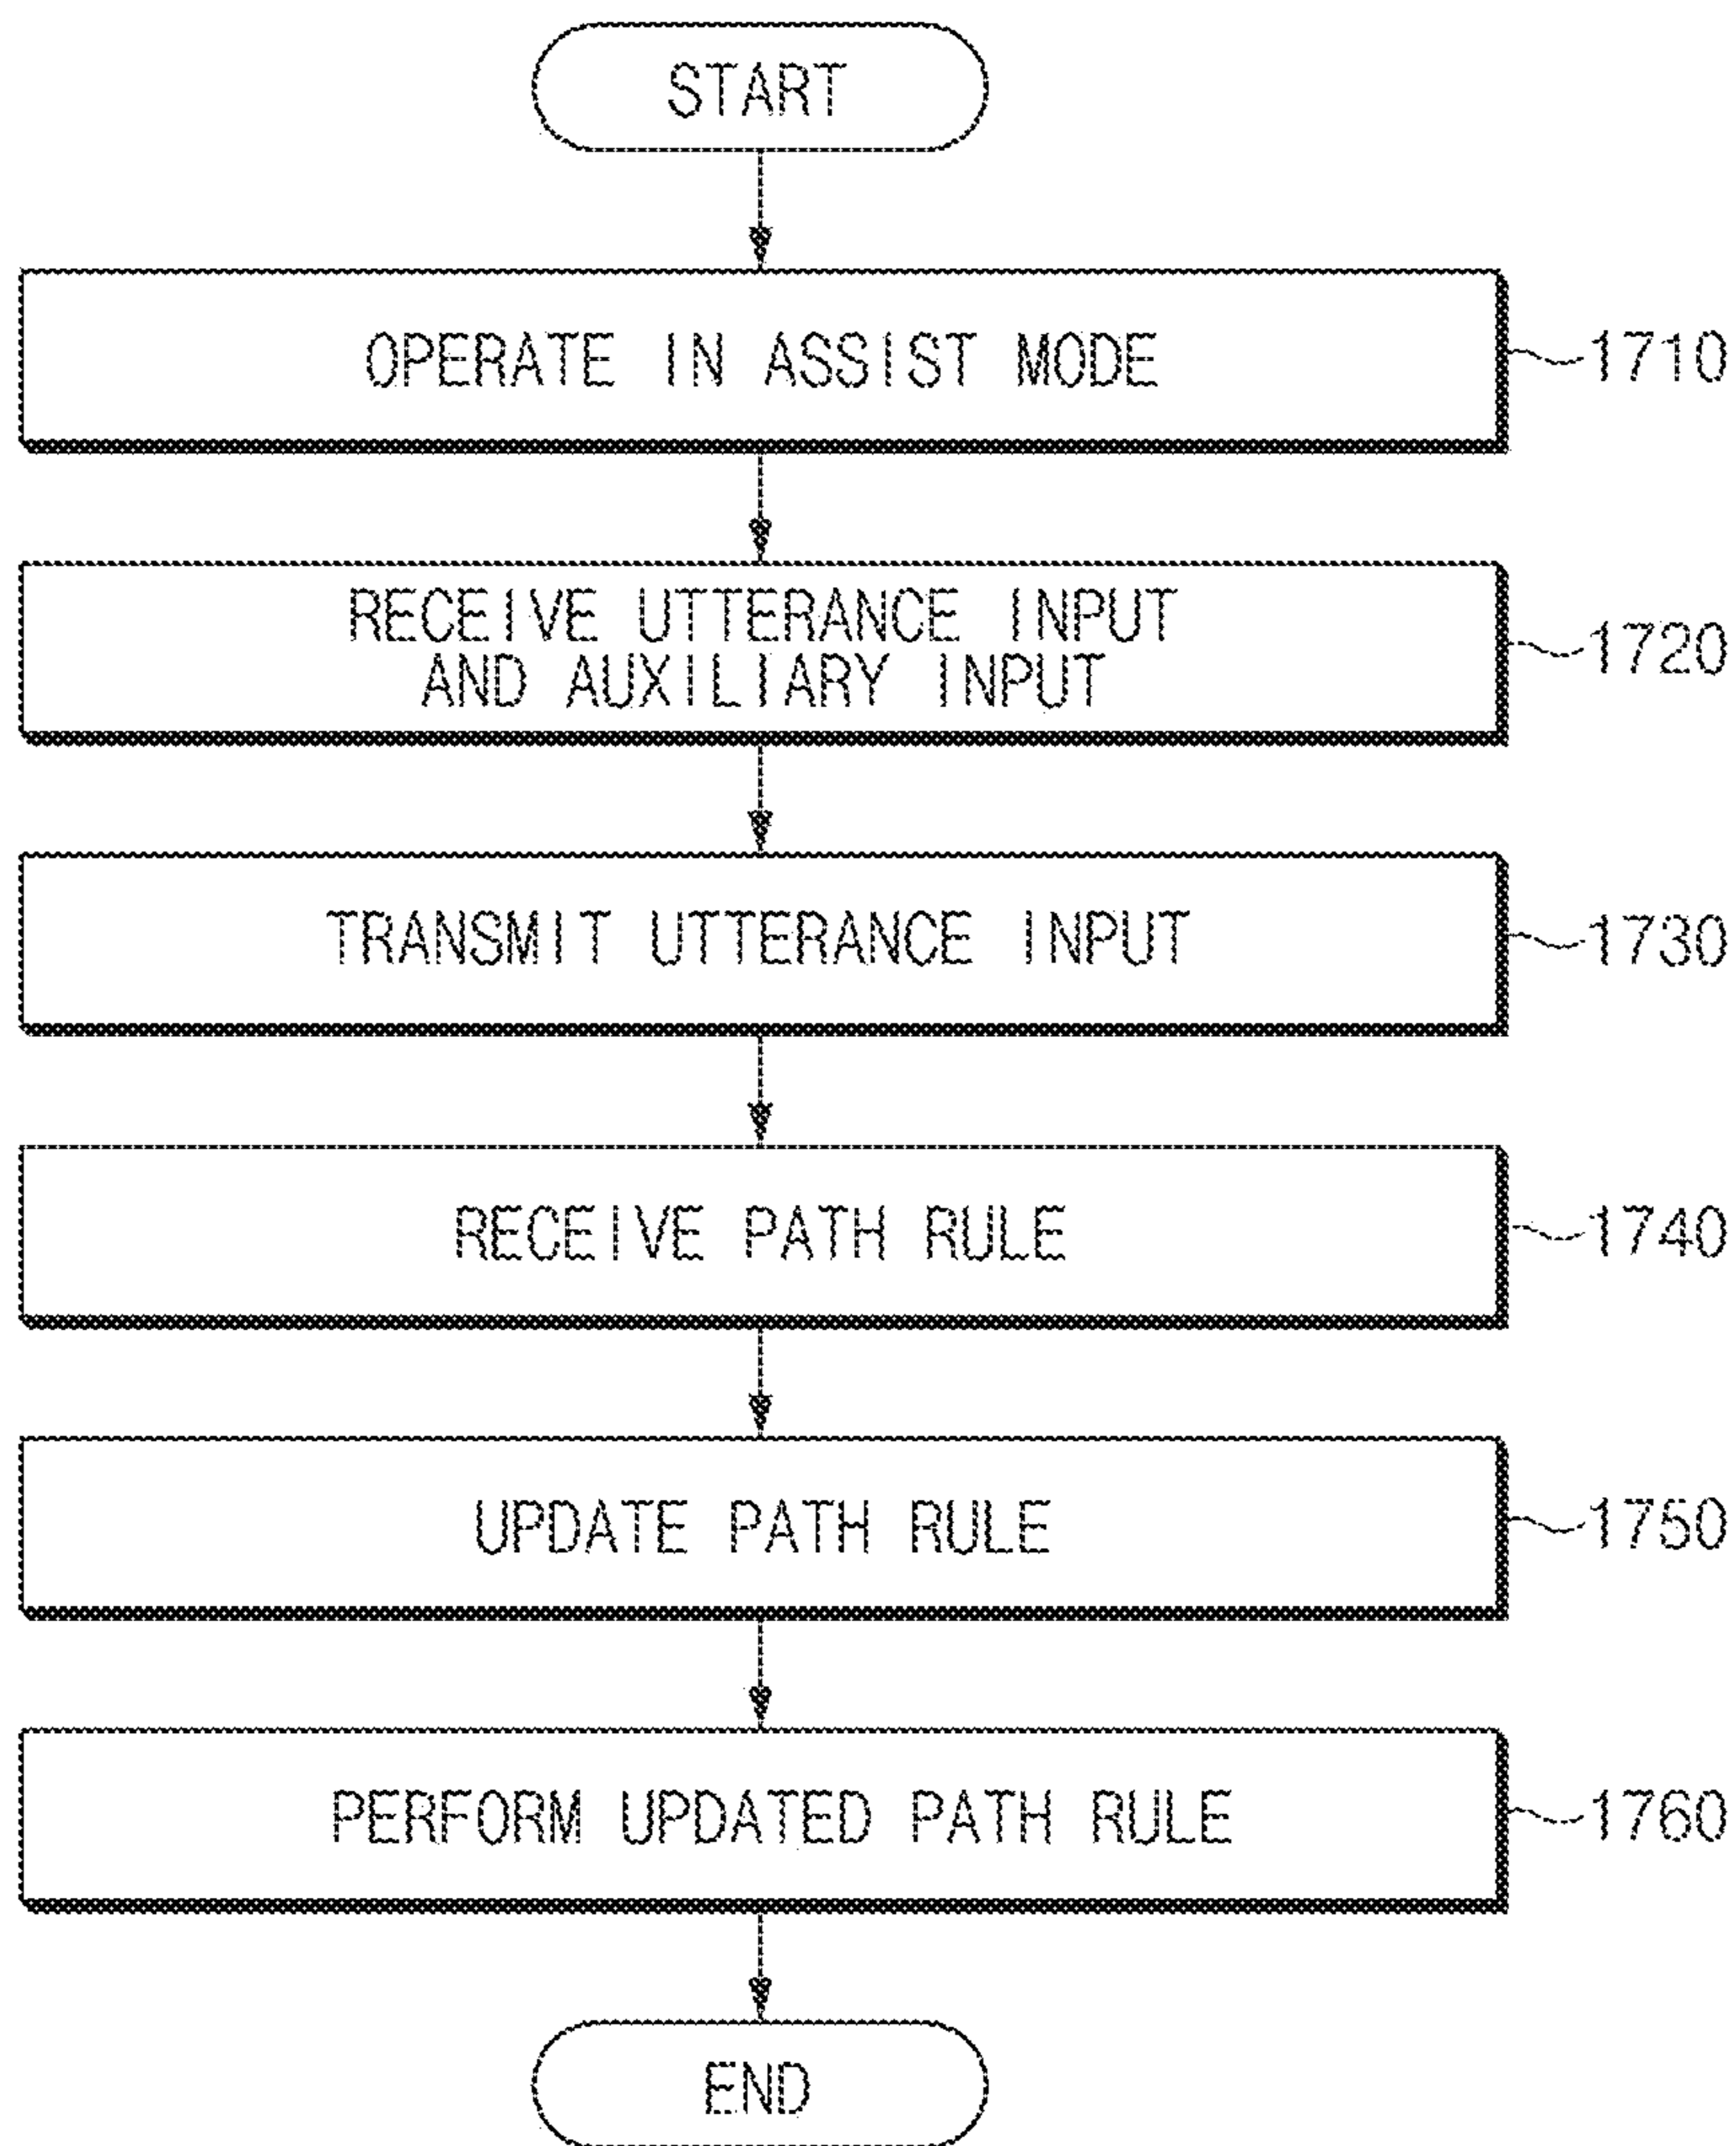 START
OPERATE IN ASSIST MODE
1710
RECEIVE UTTERANCE INPUT
AND AUXILIARY INPUT
1720
TRANSMIT UTTERANCE INPUT
1730
RECEIVE PATH RULE
1740
UPDATE PATH RULE
1750
PERFORM UPDATED PATH RULE
1760
END